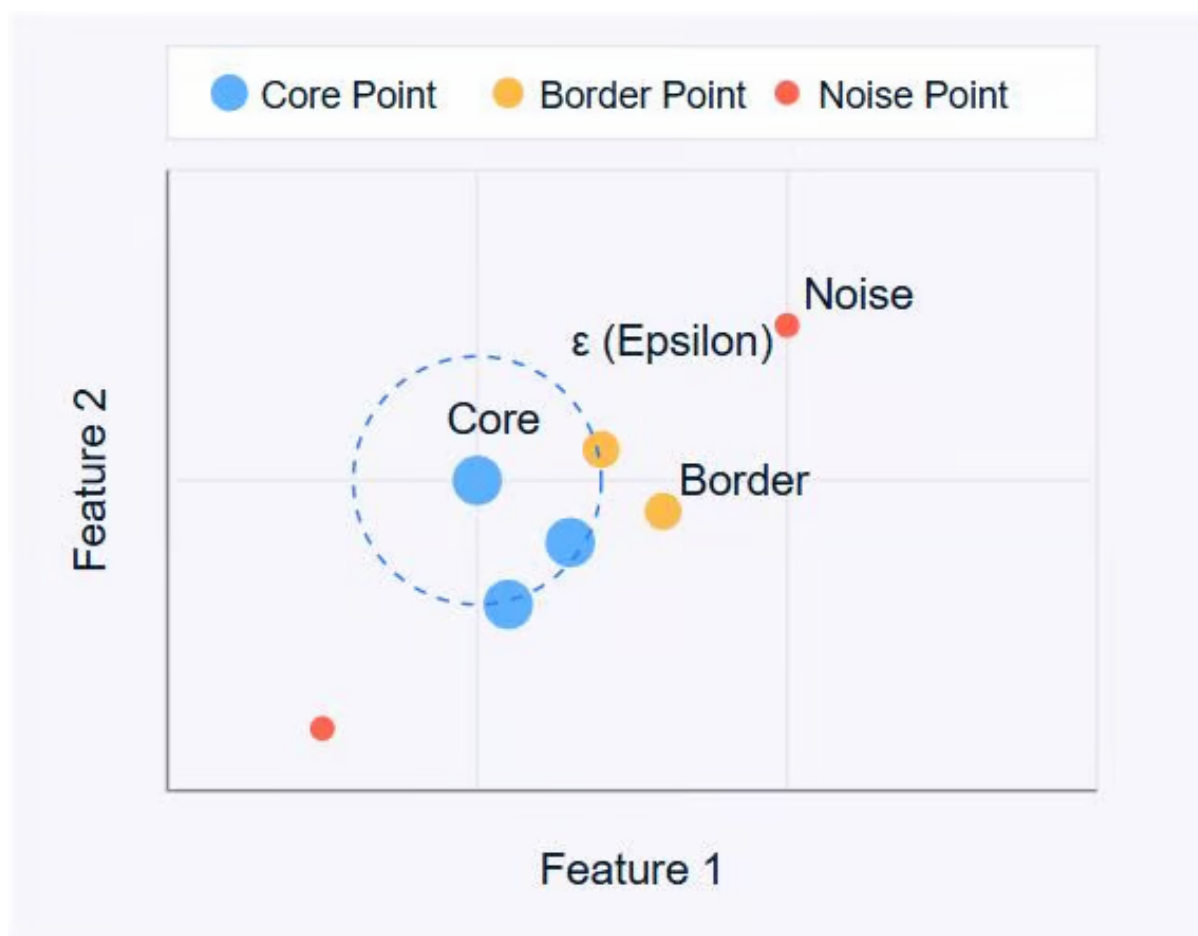 Core Point Border Point Noise Point
Noise
ε (Epsilon)
Core
Border
Feature 2
Feature 1